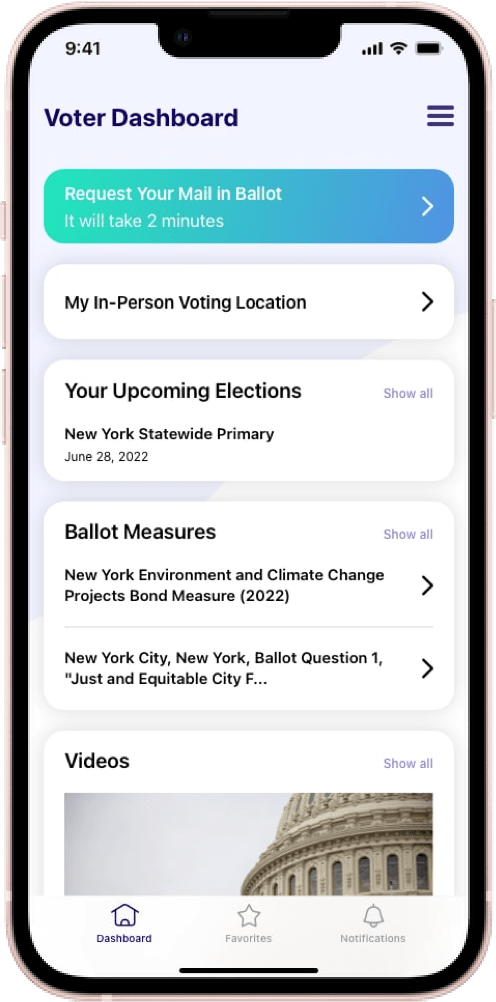 9:41
Voter Dashboard
Request Your Mail in Ballot
It will take 2 minutes
My In-Person Voting Location
Your Upcoming Elections
Show all
New York Statewide Primary
June 28, 2022
Ballot Measures
Show all
New York Environment and Climate Change
Projects Bond Measure (2022)
New York City, New York, Ballot Question 1,
"Just and Equitable City F...
Videos
Show all
Dashboard
Favorites
Notifications